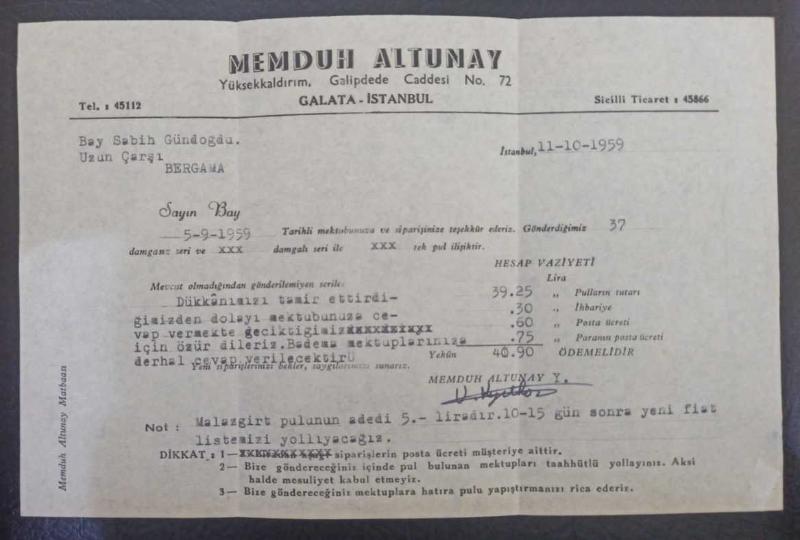 MEMDUH ALTUNAY
Yüksekkaldırım, Galipdede Caddesi No. 72
Tel. : 45112 GALATA - İSTANBUL Sicilli Ticaret : 45866
Bay Sabih Gündoğdu.
Uzun Çarşı
BERGAMA
İstanbul, 11-10-1959
Sayın Bay
5-9-1959 Tarihli mektubunuza ve siparişinize teşekkür ederiz. Gönderdiğimiz 37
damgasız seri ve XXX damgalı seri ile XXX tek pul ilişiktir.
HESAP VAZİYETİ
Lira
Mevcut olmadığından gönderilemiyen seriler
39.25 „ Pulların tutarı
.30 „ İhbariye
.60 „ Posta ücreti
.75 „ Paranın posta ücreti
Yekün 40.90 ÖDEMELİDİR
Dükkânımızı tamir ettirdi-
ğimizden dolayı mektubunuza ce-
vap vermekte geciktiğimiz
için özür dileriz. Badema mektuplarınıza
derhal cevap verilecektir
Yeni siparişlerinizi bekler, saygılarımızı sunarız.
MEMDUH ALTUNAY Y.
Not : Malazgirt pulunun adedi 5.- liradır.10-15 gün sonra yeni fiat
listemizi yollıyacağız.
DİKKAT : 1 — siparişlerin posta ücreti müşteriye aittir.
2 — Bize göndereceğiniz içinde pul bulunan mektupları taahhütlü yollayınız. Aksi
halde mesuliyet kabul etmeyiz.
3 — Bize göndereceğiniz mektuplara hatıra pulu yapıştırmanızı rica ederiz.
Memduh Altunay Matbaası